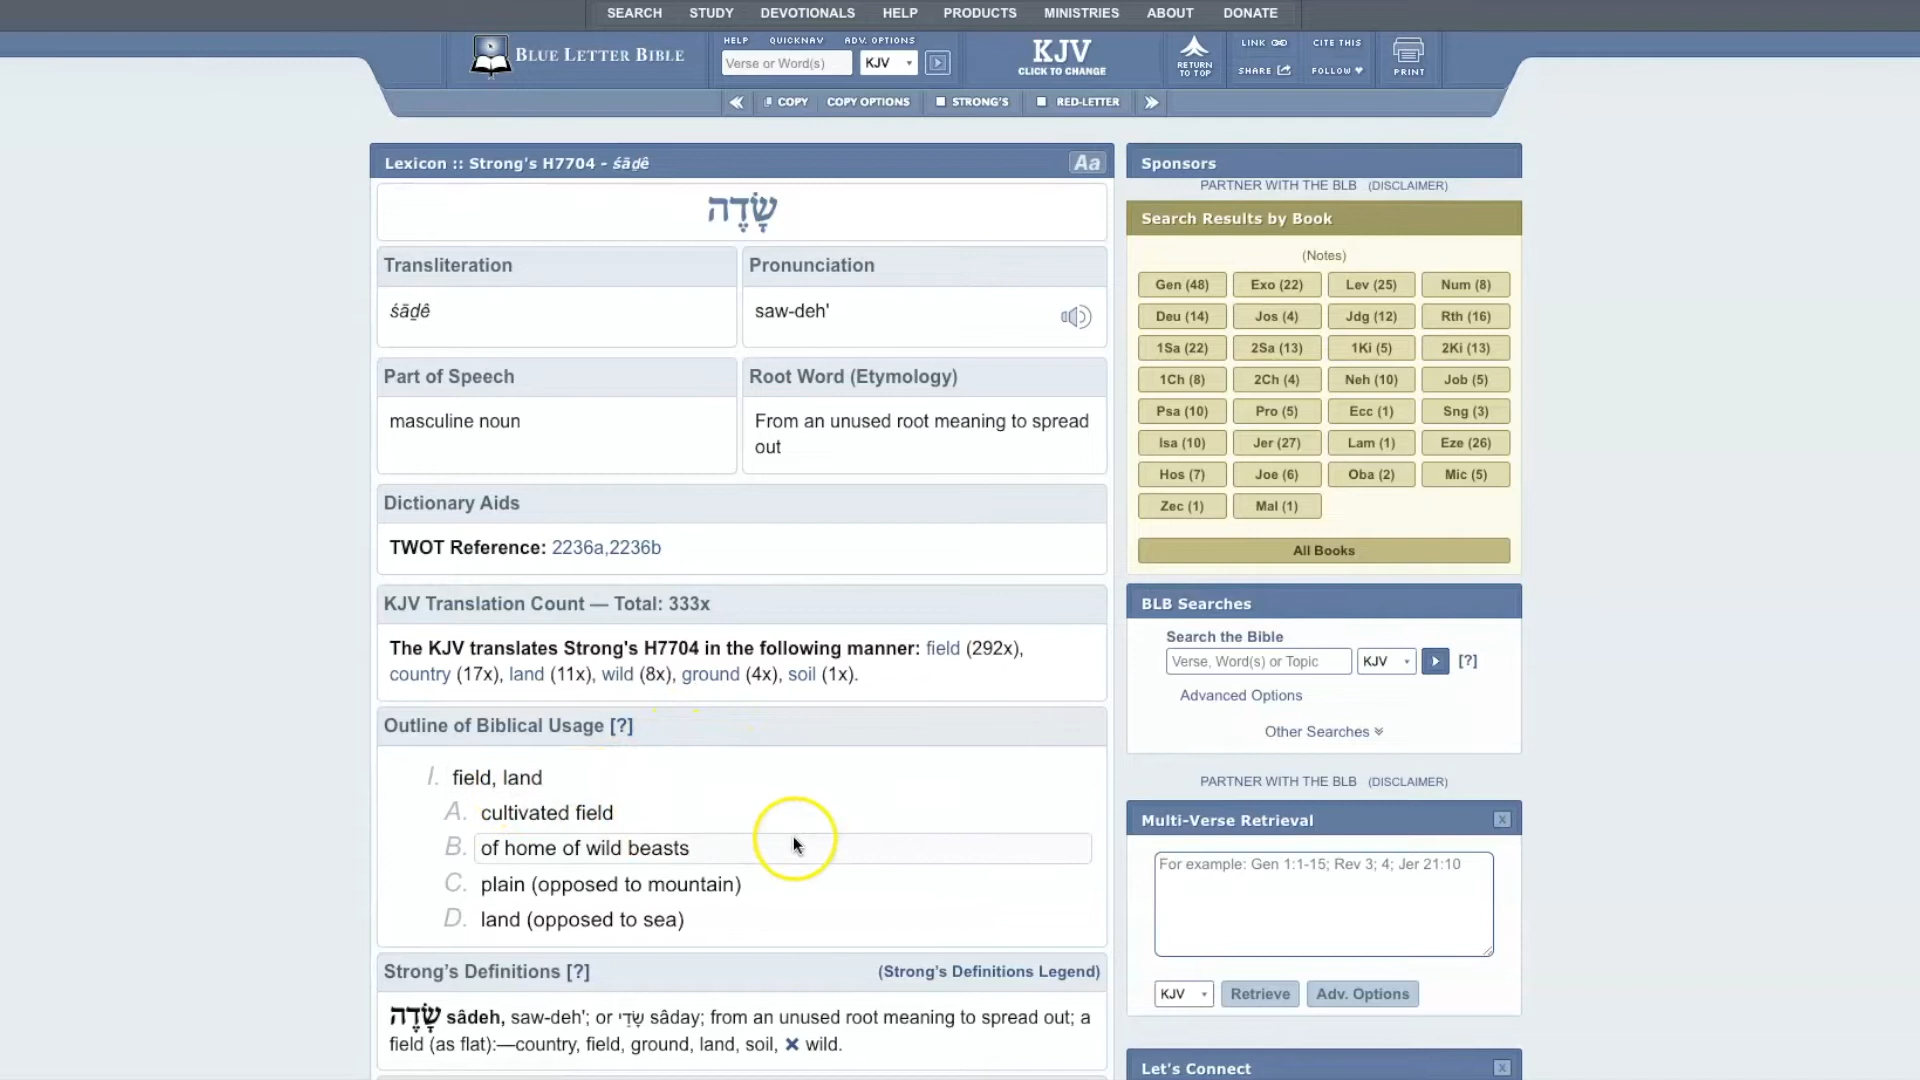 SEARCH STUDY DEVOTIONALS HELP PRODUCTS MINISTRIES ABOUT DONATE
BLUE LETTER BIBLE
HELP QUICKNAV ADV. OPTIONS
Verse or Word(s) KJV
KJV
CLICK TO CHANGE
RETURN
TO TOP
LINK CITE THIS
SHARE FOLLOW
PRINT
COPY COPY OPTIONS STRONG'S RED-LETTER
Lexicon :: Strong's H7704 - śāḏê Aa
שָׂדֶה
Transliteration
śāḏê
Pronunciation
saw-deh'
Part of Speech
masculine noun
Root Word (Etymology)
From an unused root meaning to spread
out
Dictionary Aids
TWOT Reference: 2236a,2236b
KJV Translation Count — Total: 333x
The KJV translates Strong's H7704 in the following manner: field (292x),
country (17x), land (11x), wild (8x), ground (4x), soil (1x).
Outline of Biblical Usage [?]
I. field, land
A. cultivated field
B. of home of wild beasts
C. plain (opposed to mountain)
D. land (opposed to sea)
Strong's Definitions [?] (Strong's Definitions Legend)
שָׂדֶה sâdeh, saw-deh'; or שָׂדַי sâday; from an unused root meaning to spread out; a
field (as flat):—country, field, ground, land, soil, × wild.
Sponsors
PARTNER WITH THE BLB (DISCLAIMER)
Search Results by Book
(Notes)
Gen (48) Exo (22) Lev (25) Num (8)
Deu (14) Jos (4) Jdg (12) Rth (16)
1Sa (22) 2Sa (13) 1Ki (5) 2Ki (13)
1Ch (8) 2Ch (4) Neh (10) Job (5)
Psa (10) Pro (5) Ecc (1) Sng (3)
Isa (10) Jer (27) Lam (1) Eze (26)
Hos (7) Joe (6) Oba (2) Mic (5)
Zec (1) Mal (1)
All Books
BLB Searches
Search the Bible
Verse, Word(s) or Topic KJV [?]
Advanced Options
Other Searches
PARTNER WITH THE BLB (DISCLAIMER)
Multi-Verse Retrieval x
For example: Gen 1:1-15; Rev 3; 4; Jer 21:10
KJV Retrieve Adv. Options
Let's Connect x